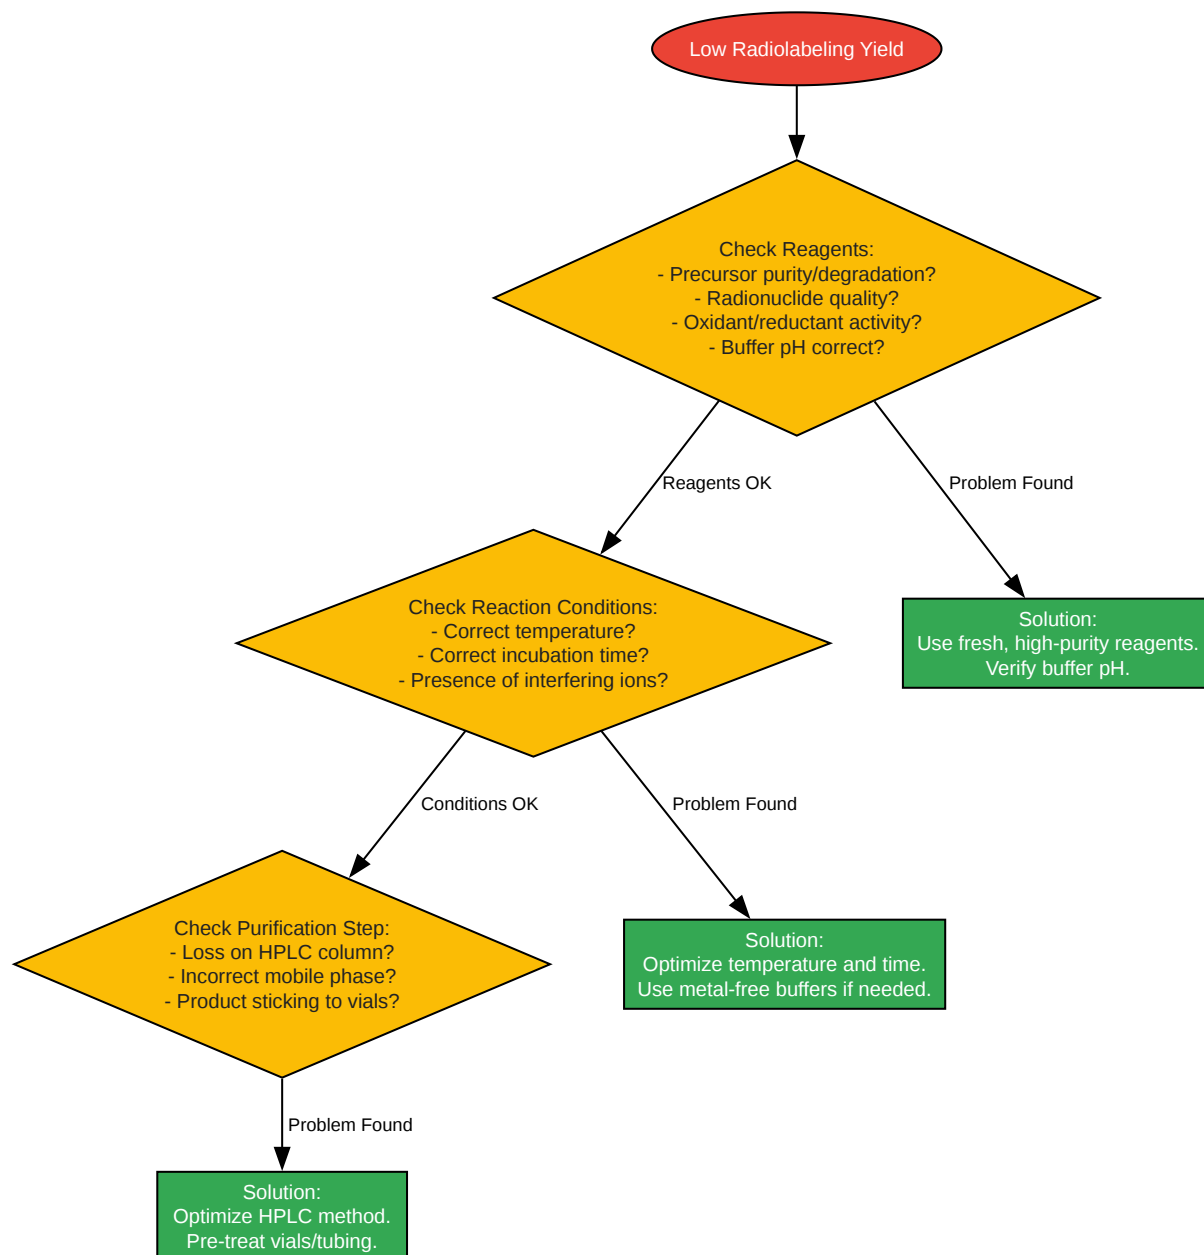 Low Radiolabeling Yield
Check Reagents:
- Precursor purity/degradation?
- Radionuclide quality?
- Oxidant/reductant activity?
- Buffer pH correct?
Reagents OK
Problem Found
Check Reaction Conditions:
- Correct temperature?
- Correct incubation time?
- Presence of interfering ions?
Solution:
Use fresh, high-purity reagents.
Verify buffer pH.
Conditions OK
Problem Found
Check Purification Step:
- Loss on HPLC column?
- Incorrect mobile phase?
- Product sticking to vials?
Solution:
Optimize temperature and time.
Use metal-free buffers if needed.
Problem Found
Solution:
Optimize HPLC method.
Pre-treat vials/tubing.